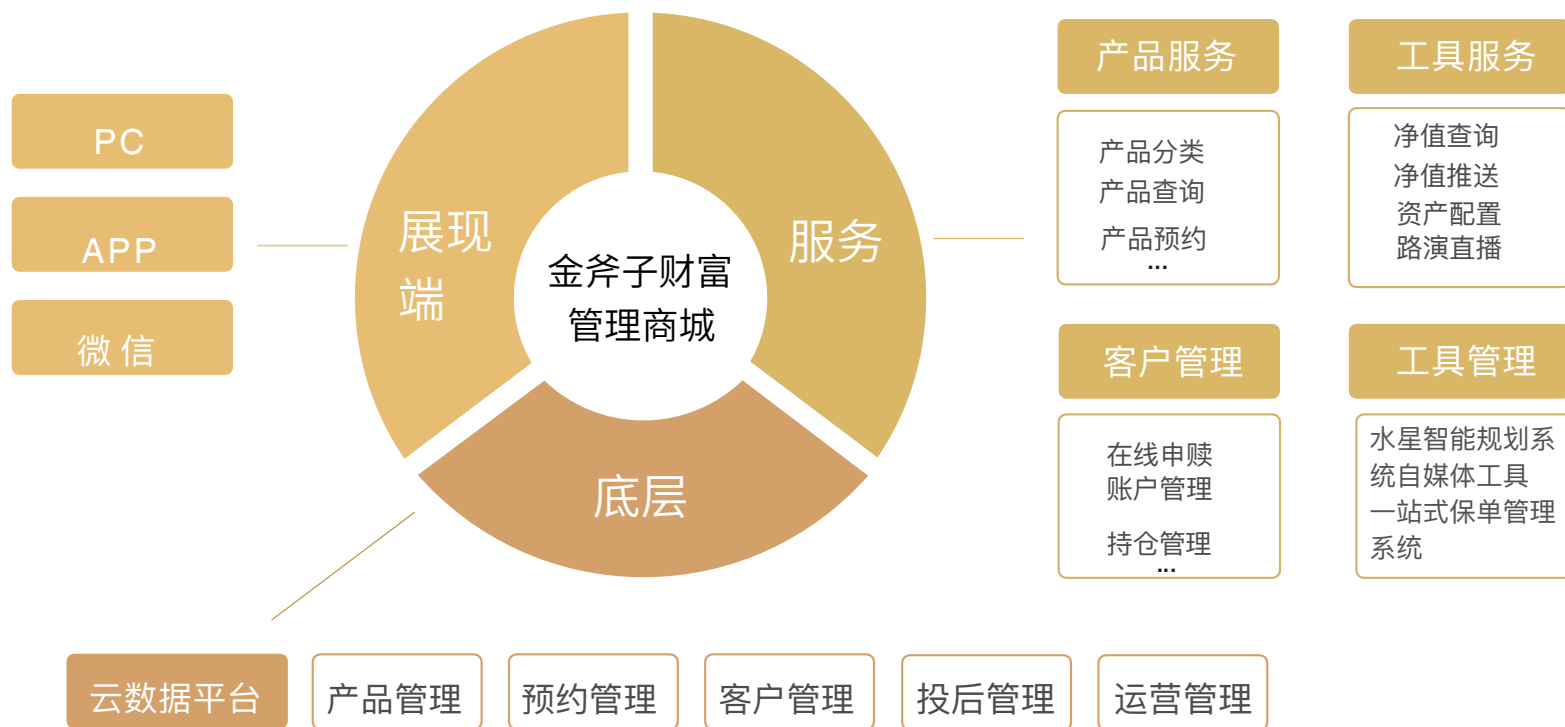 PC
APP
微信
展现
端
金斧子财富
管理商城
服务
底层
产品服务
产品分类
产品查询
产品预约
...
工具服务
净值查询
净值推送
资产配置
路演直播
客户管理
在线申赎
账户管理
持仓管理
...
工具管理
水星智能规划系
统自媒体工具
一站式保单管理
系统
云数据平台
产品管理
预约管理
客户管理
投后管理
运营管理